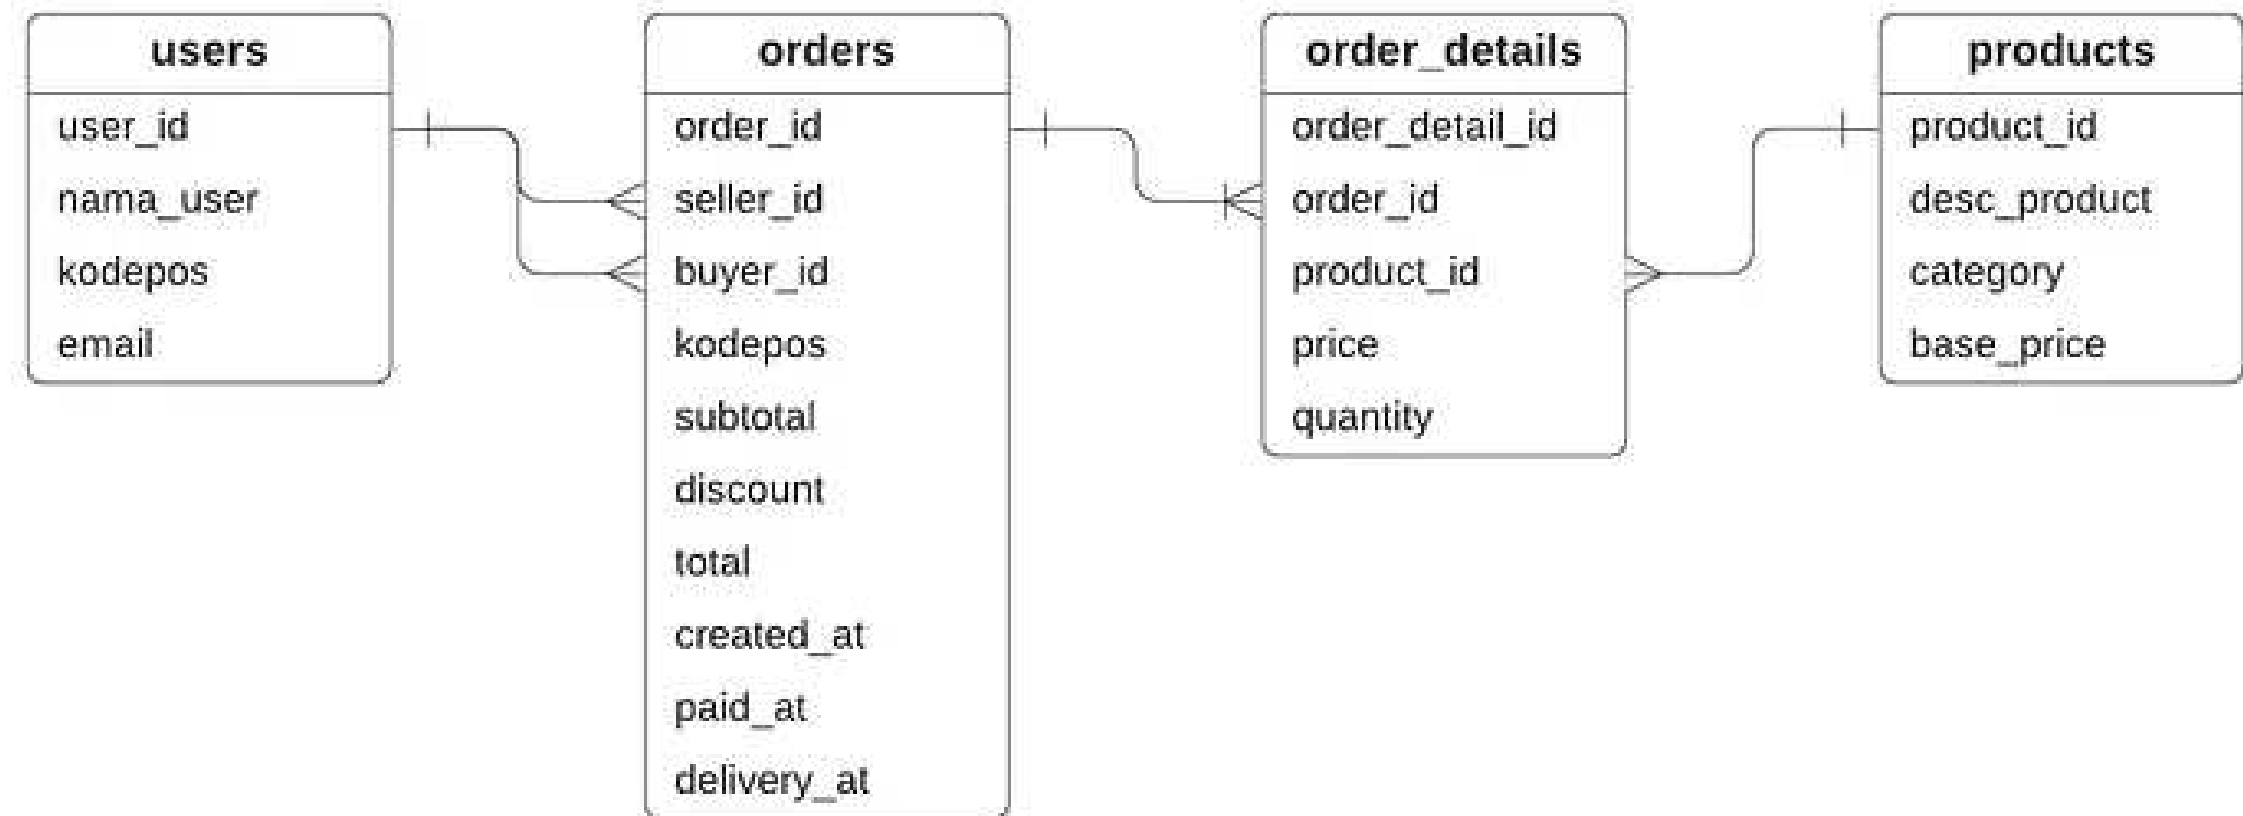 users
user_id
nama_user
kodepos
email
orders
order_id
seller_id
buyer_id
kodepos
subtotal
discount
total
created_at
paid_at
delivery_at
order_details
order_detail_id
order_id
product_id
price
quantity
products
product_id
desc_product
category
base_price